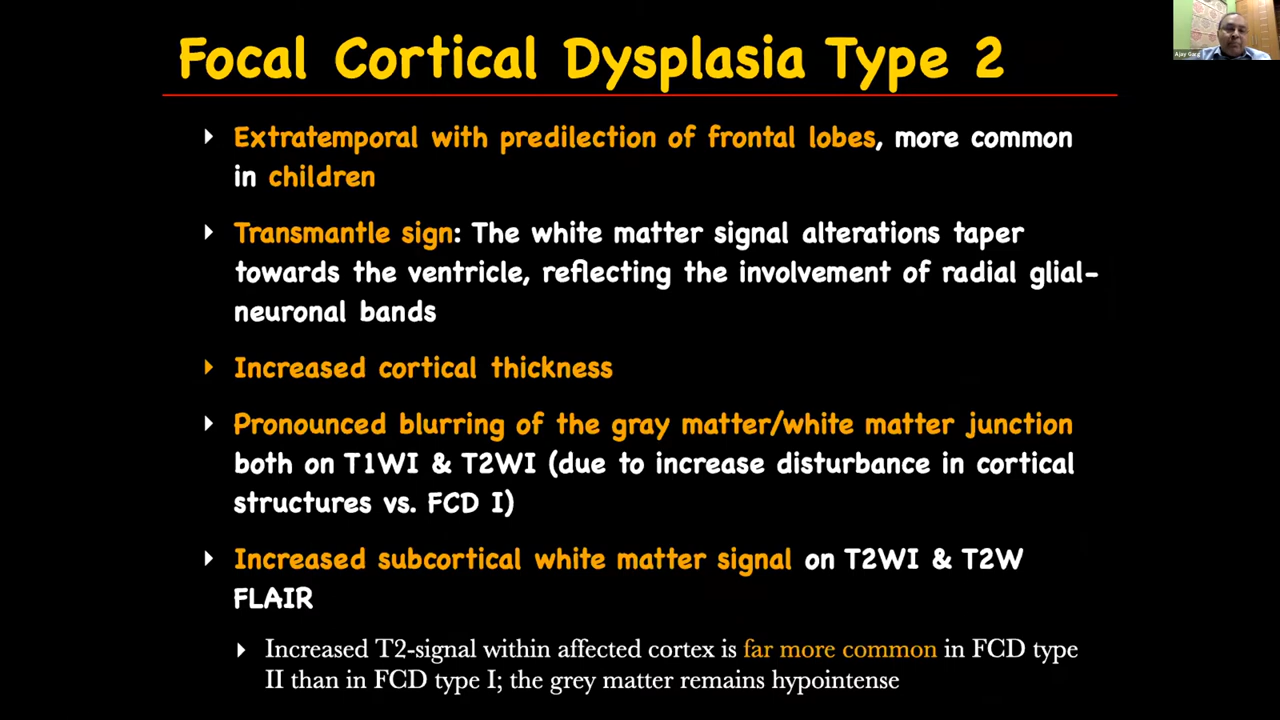 Focal Cortical Dysplasia Type 2
Extratemporal with predilection of frontal lobes, more common
in children
Transmantle sign: The white matter signal alterations taper
towards the ventricle, reflecting the involvement of radial glial-
neuronal bands
Increased cortical thickness
Pronounced blurring of the gray matter/white matter junction
both on T1WI & T2WI (due to increase disturbance in cortical
structures vs. FCD I)
Increased subcortical white matter signal on T2WI & T2W
FLAIR
Increased T2-signal within affected cortex is far more common in FCD type
II than in FCD type I; the grey matter remains hypointense
Ajay Garg